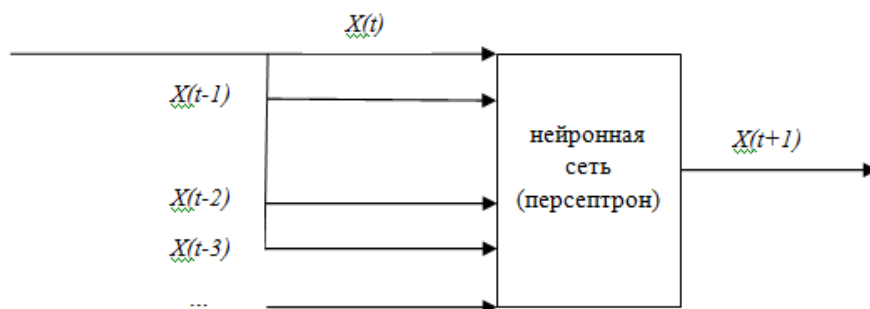 X(t)
X(t-1)
X(t-2)
X(t-3)
...
нейронная
сеть
(персептрон)
X(t+1)